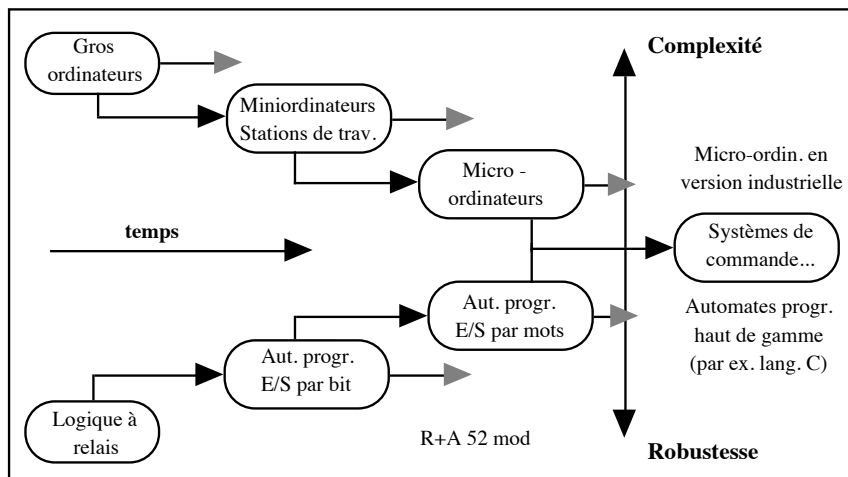 Gros
ordinateurs
Complexité
Miniordinateurs
Stations de trav.
Micro -
ordinateurs
Micro-ordin. en
version industrielle
temps
Systèmes de
commande...
Aut. progr.
E/S par mots
Automates progr.
haut de gamme
(par ex. lang. C)
Aut. progr.
E/S par bit
Logique à
relais
R+A 52 mod
Robustesse